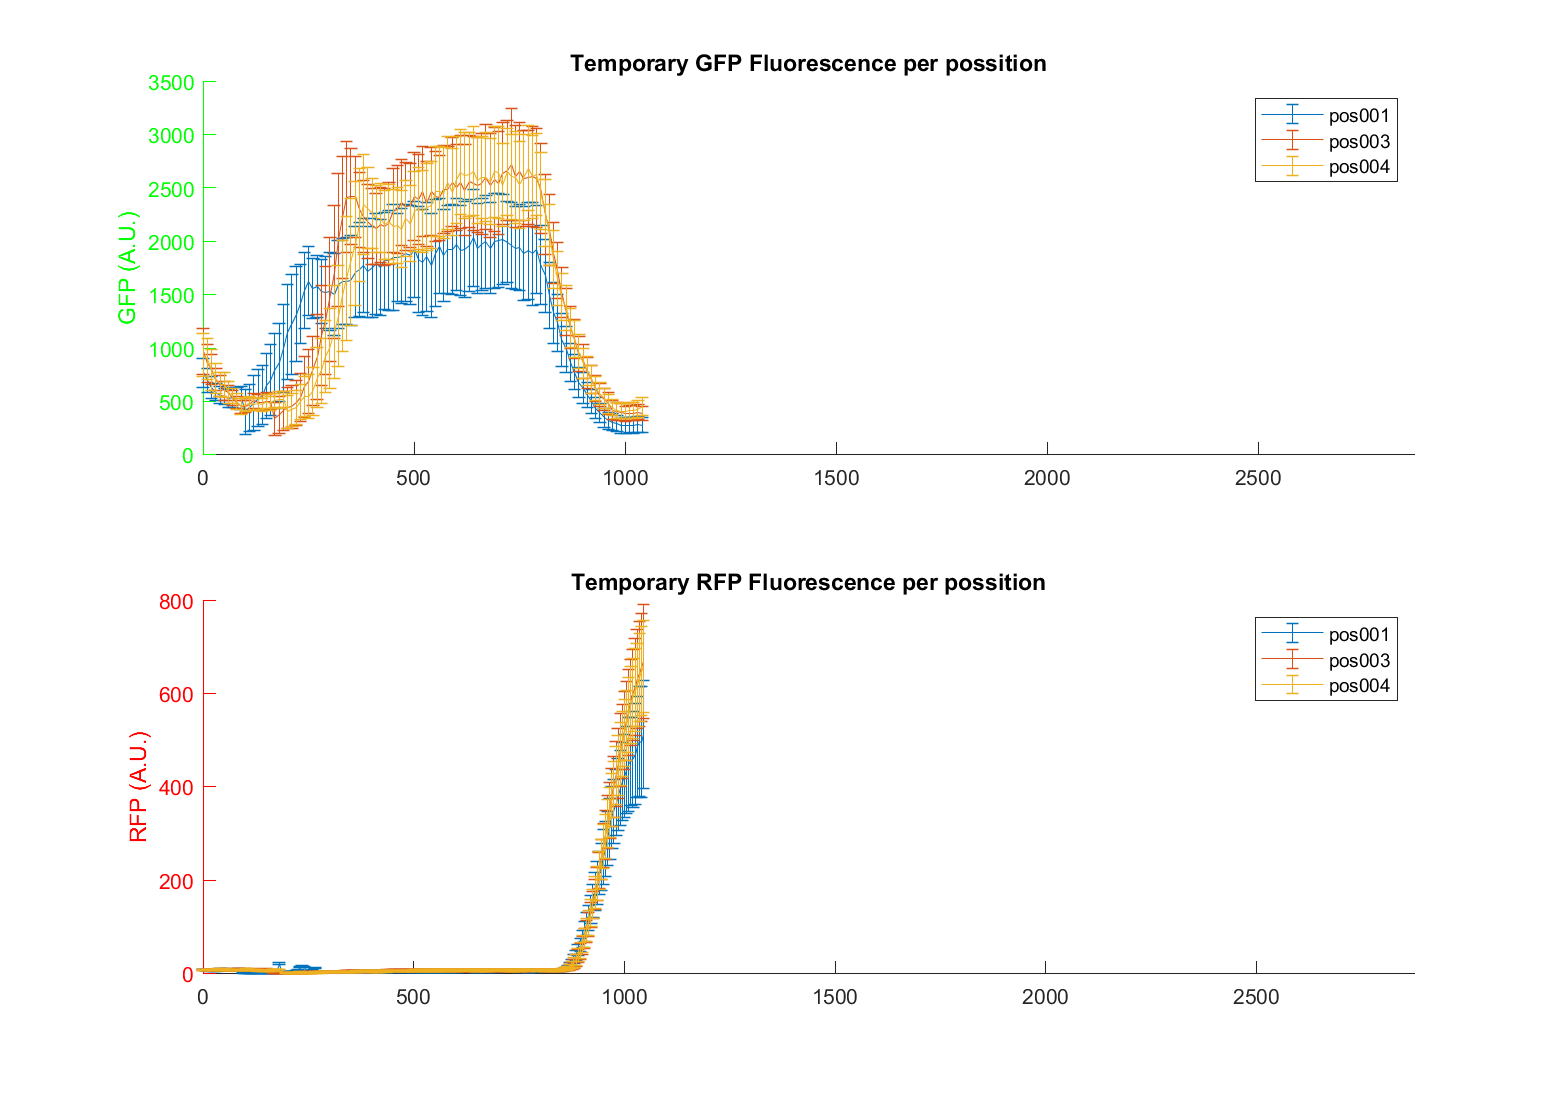 Temporary GFP Fluorescence per possition
3500
3000
2500
2000
1500
1000
500
0
GFP (A.U.)
0 500 1000 1500 2000 2500
pos001
pos003
pos004
Temporary RFP Fluorescence per possition
800
600
400
200
0
RFP (A.U.)
0 500 1000 1500 2000 2500
pos001
pos003
pos004